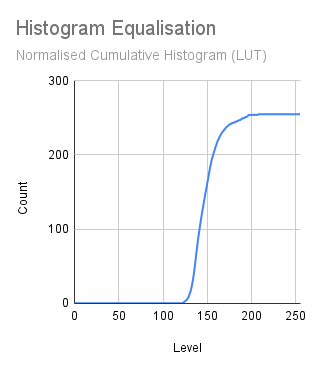 Histogram Equalisation
Normalised Cumulative Histogram (LUT)
300
200
100
0
Count
0 50 100 150 200 250
Level